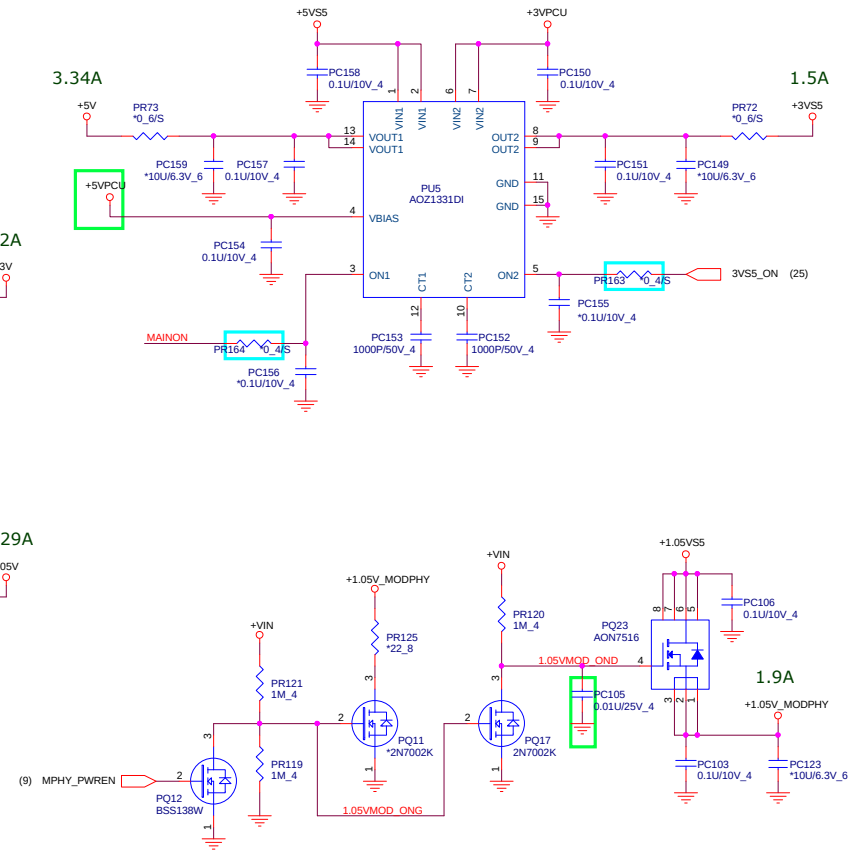 +5VS5
+3VPCU
3.34A
PC158
0.1U/10V_4
PC150
0.1U/10V_4
1.5A
+5V
PR73
*0_6/S
1
2
6
7
PR72
*0_6/S
+3VS5
VIN1
VIN1
VIN2
VIN2
13
VOUT1
14
VOUT1
8
OUT2
9
OUT2
PC159
*10U/6.3V_6
PC157
0.1U/10V_4
PC151
0.1U/10V_4
PC149
*10U/6.3V_6
+5VPCU
PU5
AOZ1331DI
11
GND
15
GND
4
VBIAS
2A
3V
PC154
0.1U/10V_4
3
ON1
CT1
CT2
ON2
5
PR163
*0_4/S
3VS5_ON
(25)
12
10
PC155
*0.1U/10V_4
MAINON
PR164
*0_4/S
PC153
1000P/50V_4
PC152
1000P/50V_4
PC156
*0.1U/10V_4
29A
05V
+1.05VS5
+VIN
+1.05V_MODPHY
8
7
6
5
PC106
0.1U/10V_4
PR120
1M_4
PQ23
AON7516
+VIN
PR125
*22_8
1.05VMOD_OND
4
3
3
PR121
1M_4
PC105
0.01U/25V_4
3
2
1
1.9A
+1.05V_MODPHY
2
PQ11
*2N7002K
2
PQ17
2N7002K
3
1
1
PR119
1M_4
PC103
0.1U/10V_4
PC123
*10U/6.3V_6
(9)
MPHY_PWREN
2
PQ12
BSS138W
1.05VMOD_ONG
1